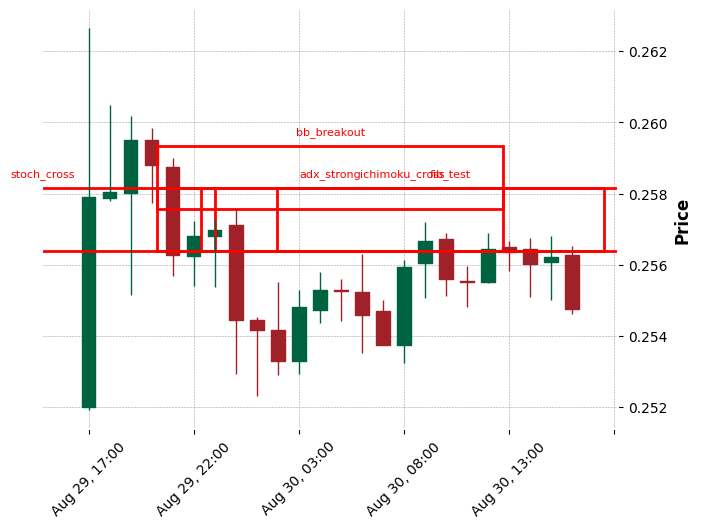 0.262
0.260
bb_breakout
stoch_cross
adx_strong
ichimoku_cross
fib_test
0.258
0.256
0.254
0.252
Price
Aug 29, 17:00
Aug 29, 22:00
Aug 30, 03:00
Aug 30, 08:00
Aug 30, 13:00